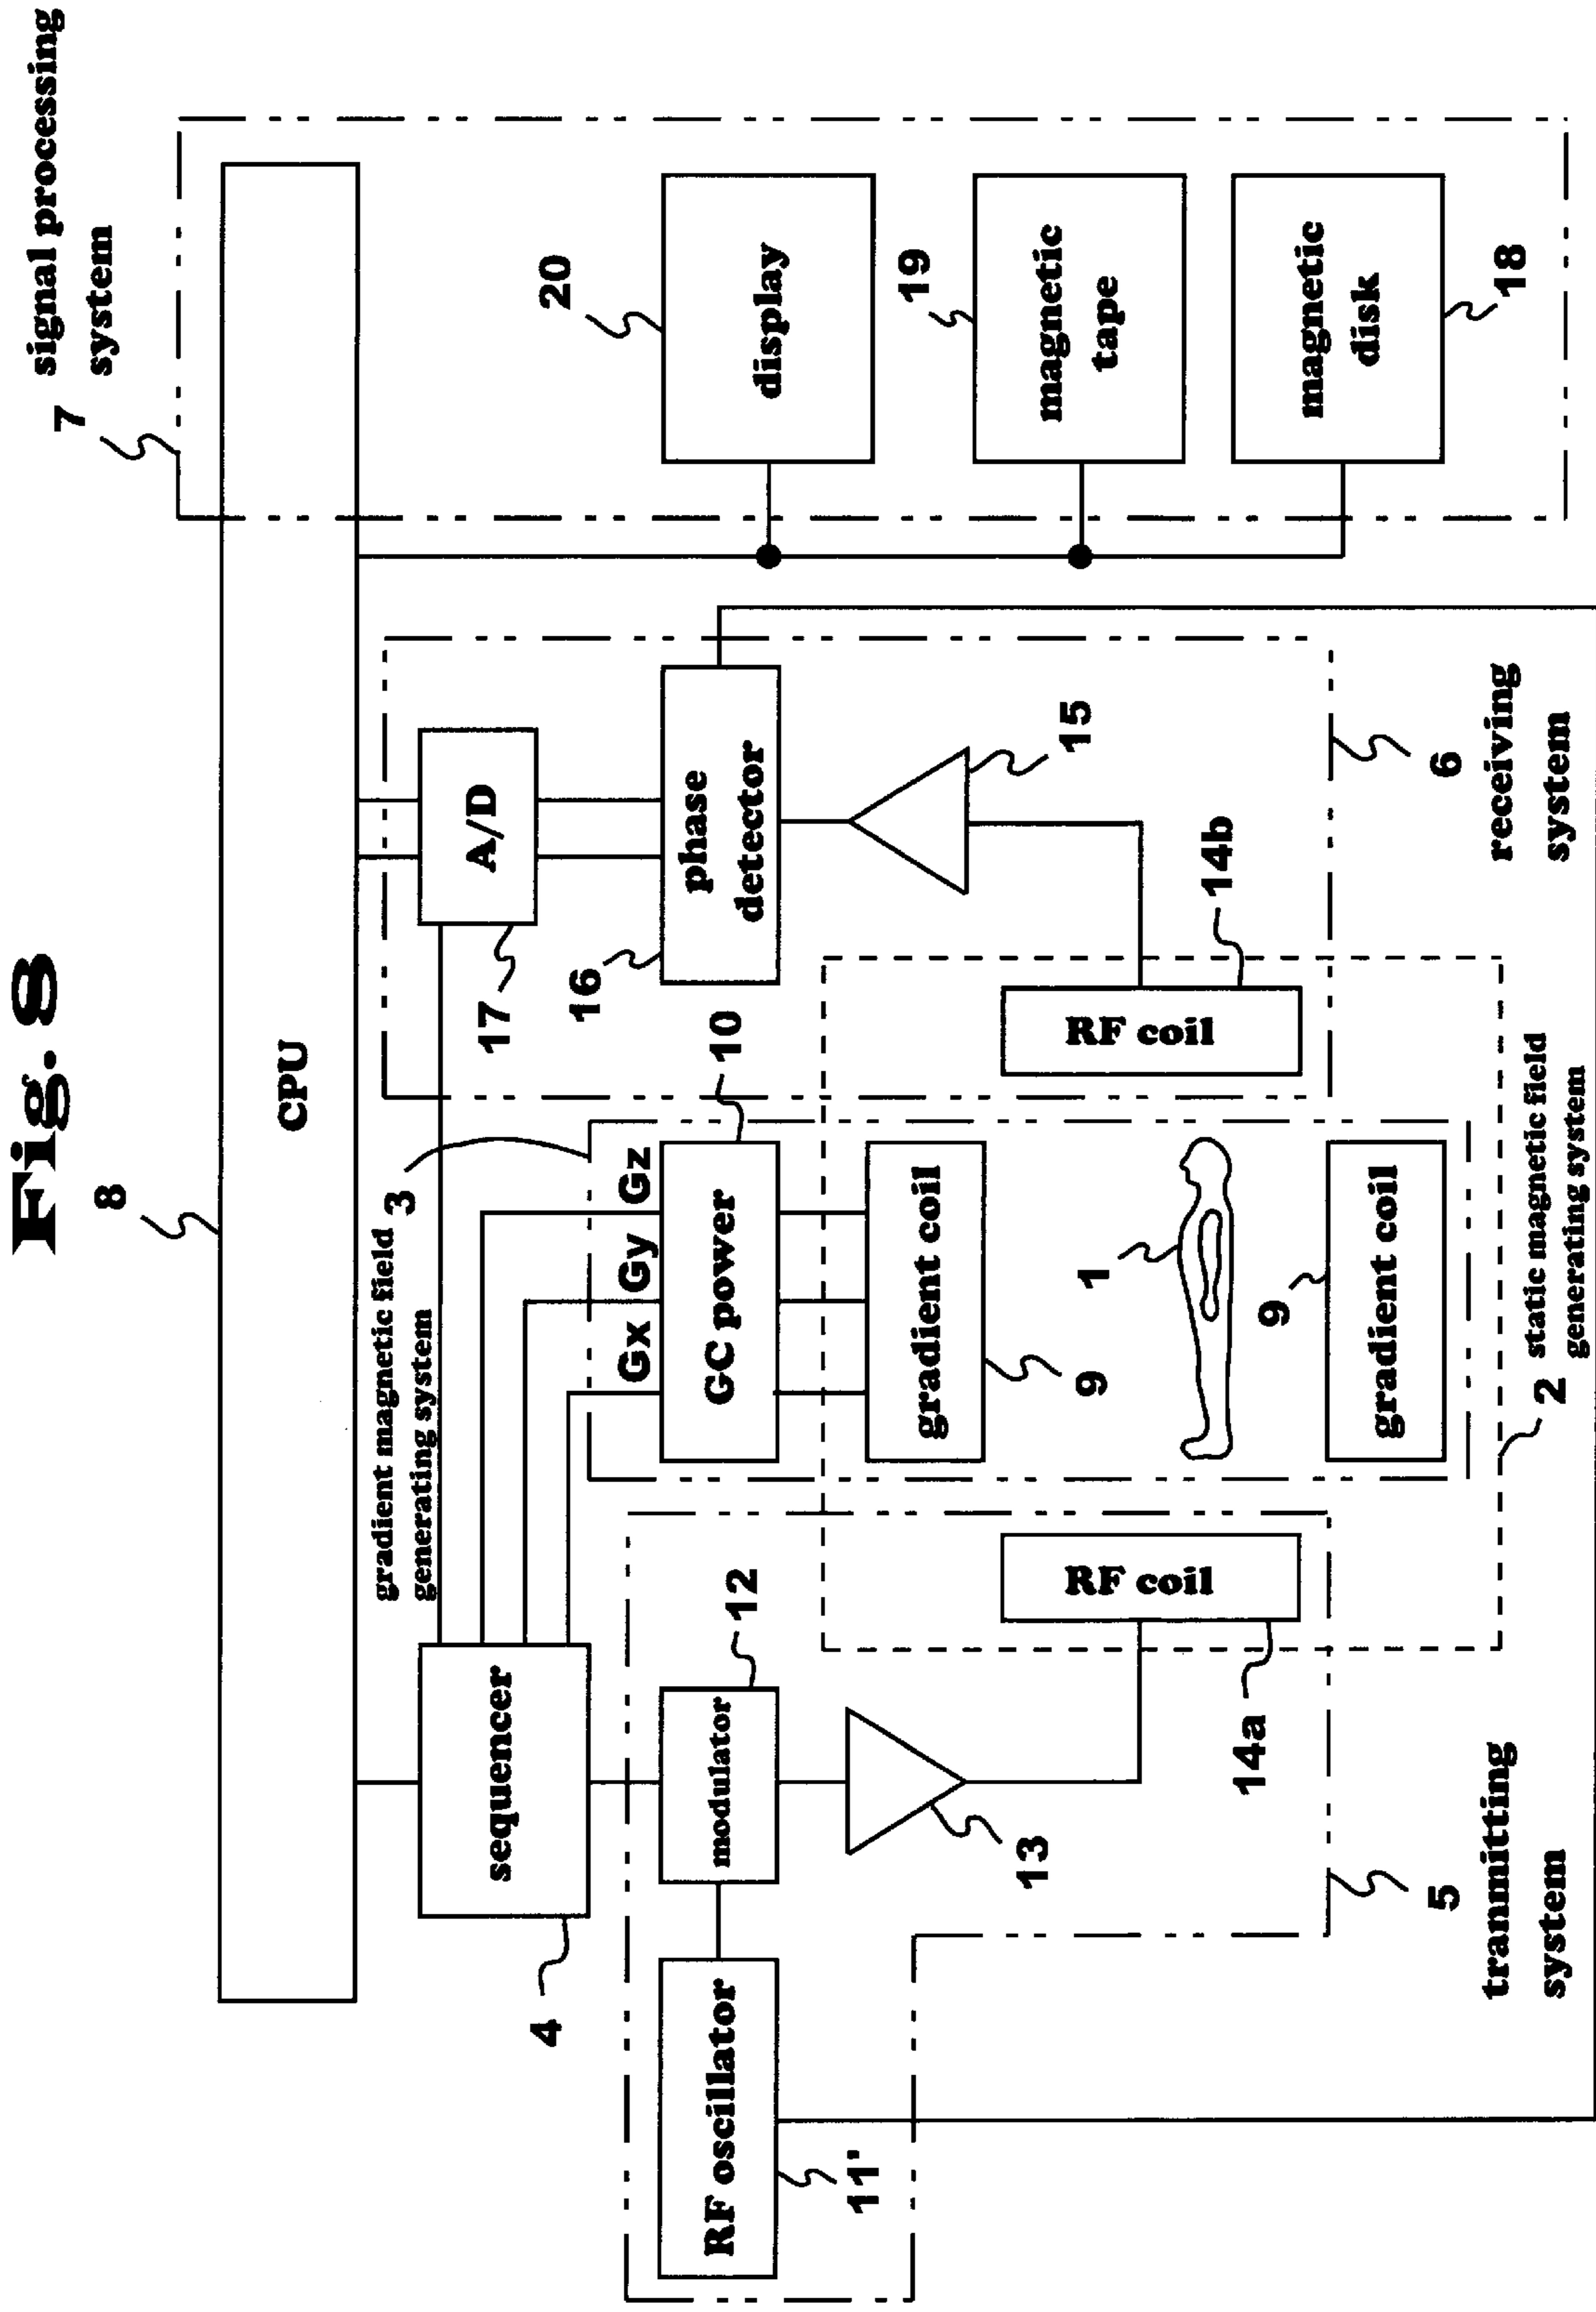 Fig. 8
8
CPU
7
signal processing
system
gradient magnetic field
generating system
3
sequencer
4
Gx
Gy
Gz
GC power
10
A/D
17
phase
detector
16
15
RF coil
14b
6
receiving
system
RF oscillator
11'
modulator
12
13
RF coil
14a
5
tranmitting
system
gradient coil
9
1
9
gradient coil
2
static magnetic field
generating system
20
display
19
magnetic
tape
magnetic
disk
18